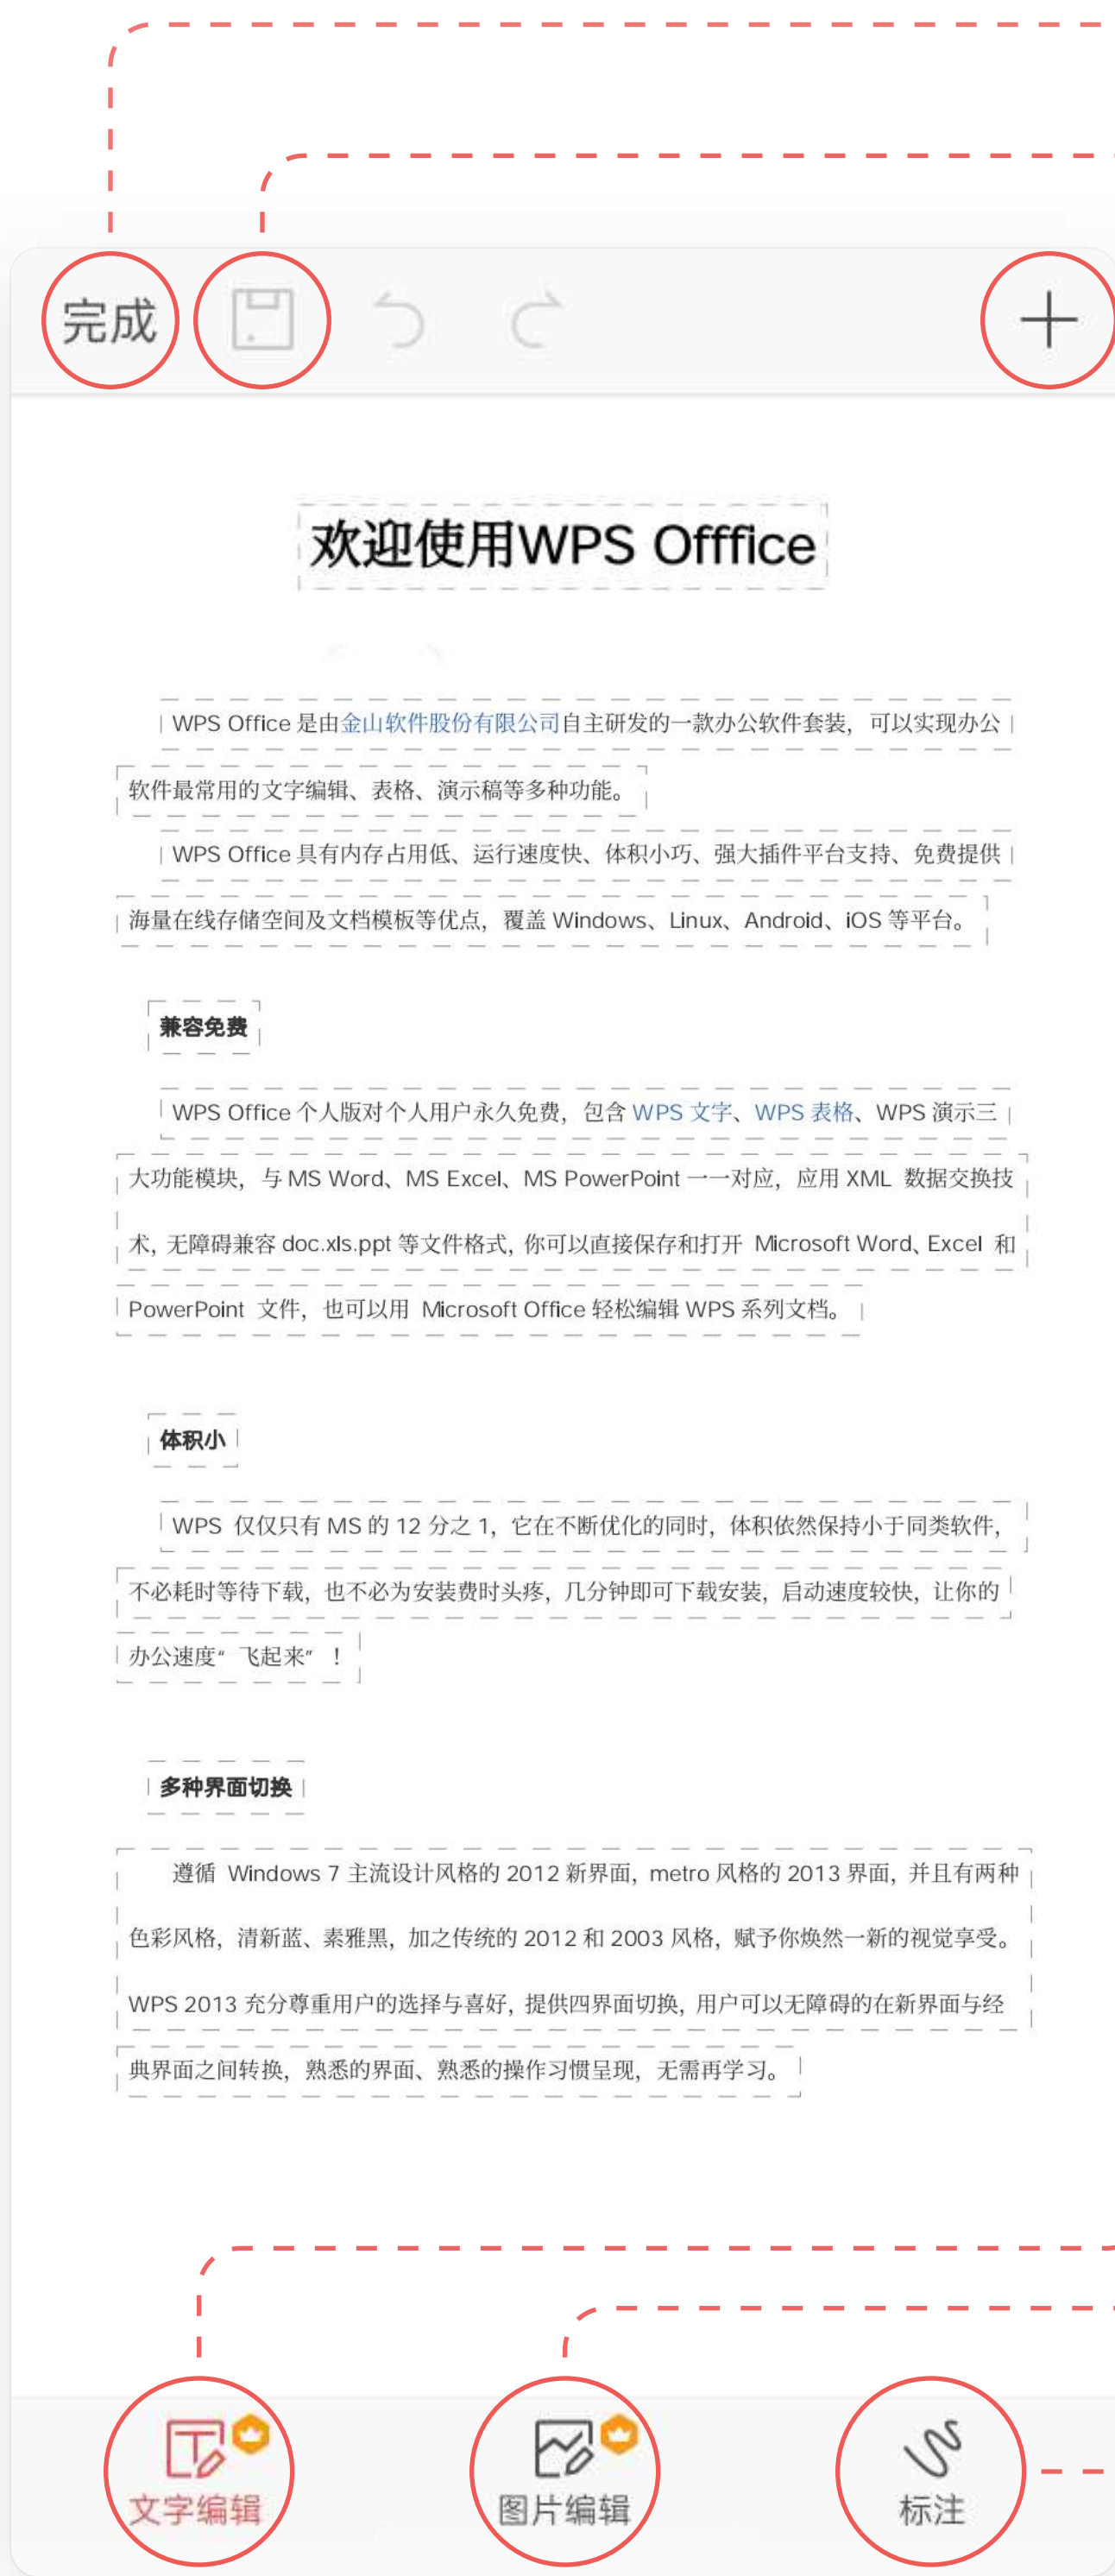 完成
欢迎使用WPS Offfice
WPS Office 是由金山软件股份有限公司自主研发的一款办公软件套装，可以实现办公
软件最常用的文字编辑、表格、演示稿等多种功能。
WPS Office 具有内存占用低、运行速度快、体积小巧、强大插件平台支持、免费提供
海量在线存储空间及文档模板等优点，覆盖 Windows、Linux、Android、iOS 等平台。
兼容免费
WPS Office 个人版对个人用户永久免费，包含 WPS 文字、WPS 表格、WPS 演示三
大功能模块，与 MS Word、MS Excel、MS PowerPoint 一一对应，应用 XML 数据交换技
术，无障碍兼容 doc.xls.ppt 等文件格式，你可以直接保存和打开 Microsoft Word、Excel 和
PowerPoint 文件，也可以用 Microsoft Office 轻松编辑 WPS 系列文档。
体积小
WPS 仅仅只有 MS 的 12 分之 1，它在不断优化的同时，体积依然保持小于同类软件，
不必耗时等待下载，也不必为安装费时头疼，几分钟即可下载安装，启动速度较快，让你的
办公速度“ 飞起来” ！
多种界面切换
遵循 Windows 7 主流设计风格的 2012 新界面，metro 风格的 2013 界面，并且有两种
色彩风格，清新蓝、素雅黑，加之传统的 2012 和 2003 风格，赋予你焕然一新的视觉享受。
WPS 2013 充分尊重用户的选择与喜好，提供四界面切换，用户可以无障碍的在新界面与经
典界面之间转换，熟悉的界面、熟悉的操作习惯呈现，无需再学习。
文字编辑
图片编辑
标注